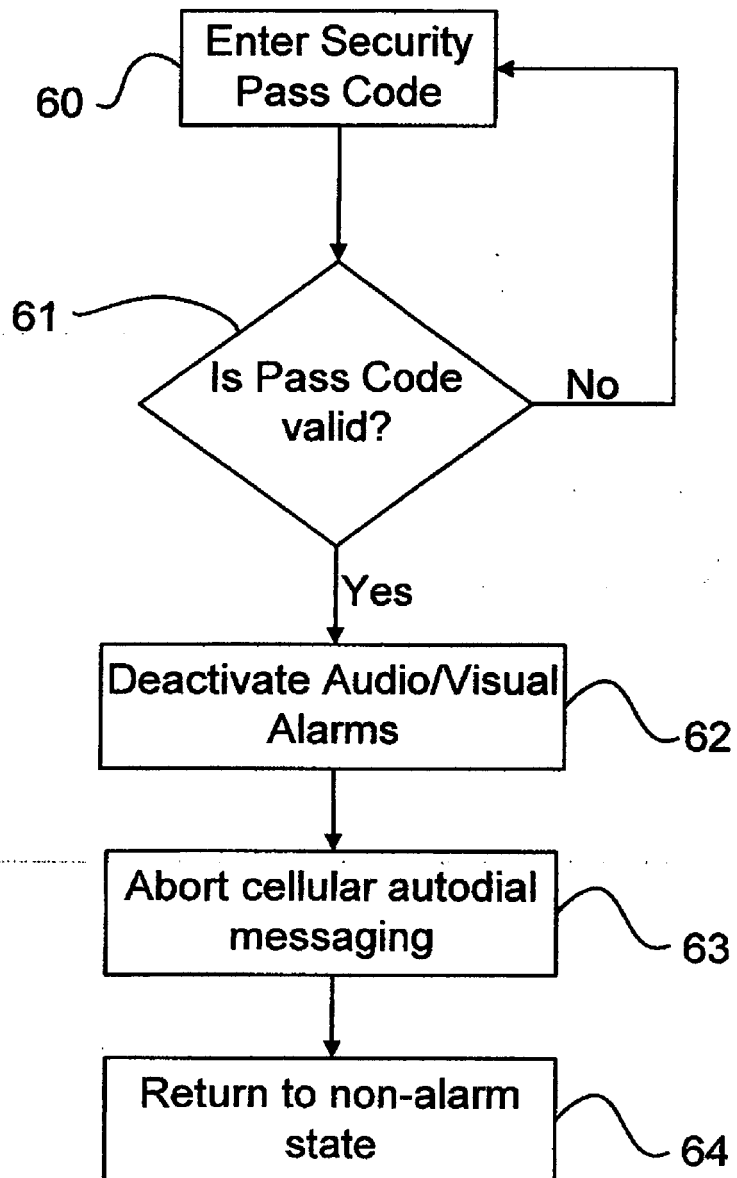 Enter Security
Pass Code
60
61
Is Pass Code
valid?
No
Yes
Deactivate Audio/Visual
Alarms
62
Abort cellular autodial
messaging
63
Return to non-alarm
state
64